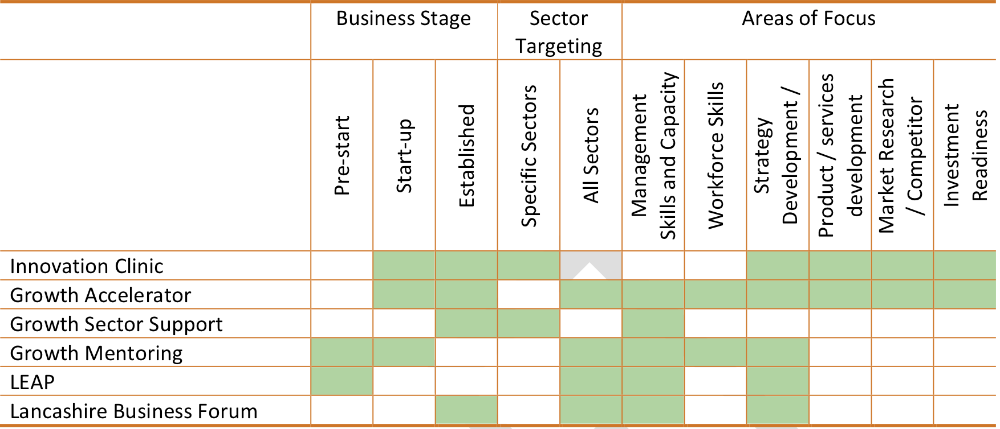 Business Stage
Sector
Targeting
Areas of Focus
Pre-start
Start-up
Established
Specific Sectors
All Sectors
Management
Skills and Capacity
Workforce Skills
Strategy
Development /
Product / services
development
Market Research
/ Competitor
Investment
Readiness
Innovation Clinic
Growth Accelerator
Growth Sector Support
Growth Mentoring
LEAP
Lancashire Business Forum